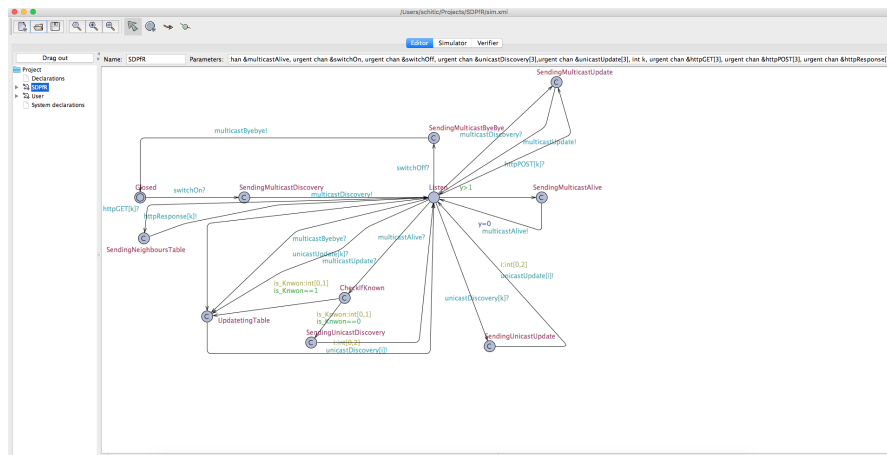 /Users/schitic/Projects/SDPfR/sim.xml
Editor Simulator Verifier
Drag out
Name: SDPfR Parameters: han &multicastAlive, urgent chan &switchOn, urgent chan &switchOff, urgent chan &unicastDiscovery[3],urgent chan &unicastUpdate[3], int k, urgent chan &httpGET[3], urgent chan &httpPOST[3], urgent chan &httpResponse[
Project
Declarations
SDPfR
User
System declarations
SendingMulticastUpdate
C
multicastByebye!
SendingMulticastByeBye
multicastDiscovery?
C
multicastUpdate!
switchOff?
httpPOST[k]?
Closed
switchOn?
SendingMulticastDiscovery
multicastDiscovery!
Listen
y>1
SendingMulticastAlive
C
C
httpGET[k]?
httpResponse[k]!
y=0
multicastAlive!
C
SendingNeighboursTable
multicastByebye?
multicastAlive?
unicastUpdate[k]?
multicastUpdate?
i:int[0,2]
unicastUpdate[i]!
is_Knwon:int[0,1]
is_Knwon==1
CheckIfKnown
C
unicastDiscovery[k]?
C
UpdatetingTable
is_Knwon:int[0,1]
is_Knwon==0
SendingUnicastDiscovery
C
i:int[0,2]
unicastDiscovery[i]!
SendingUnicastUpdate
C